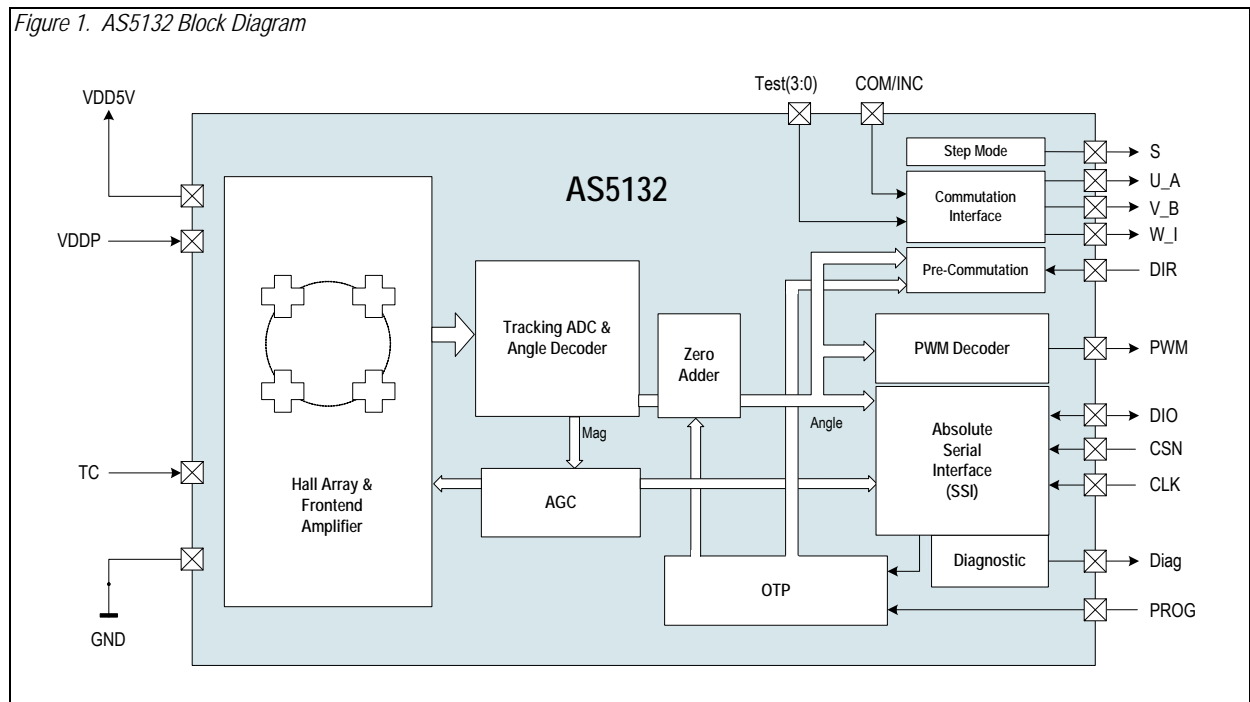 Figure 1. AS5132 Block Diagram
Test(3:0)
COM/INC
VDD5V
VDDP
TC
GND
AS5132
Hall Array &
Frontend
Amplifier
Tracking ADC &
Angle Decoder
Mag
AGC
Zero
Adder
Angle
OTP
Step Mode
Commutation
Interface
Pre-Commutation
PWM Decoder
Absolute
Serial
Interface
(SSI)
Diagnostic
S
U_A
V_B
W_I
DIR
PWM
DIO
CSN
CLK
Diag
PROG